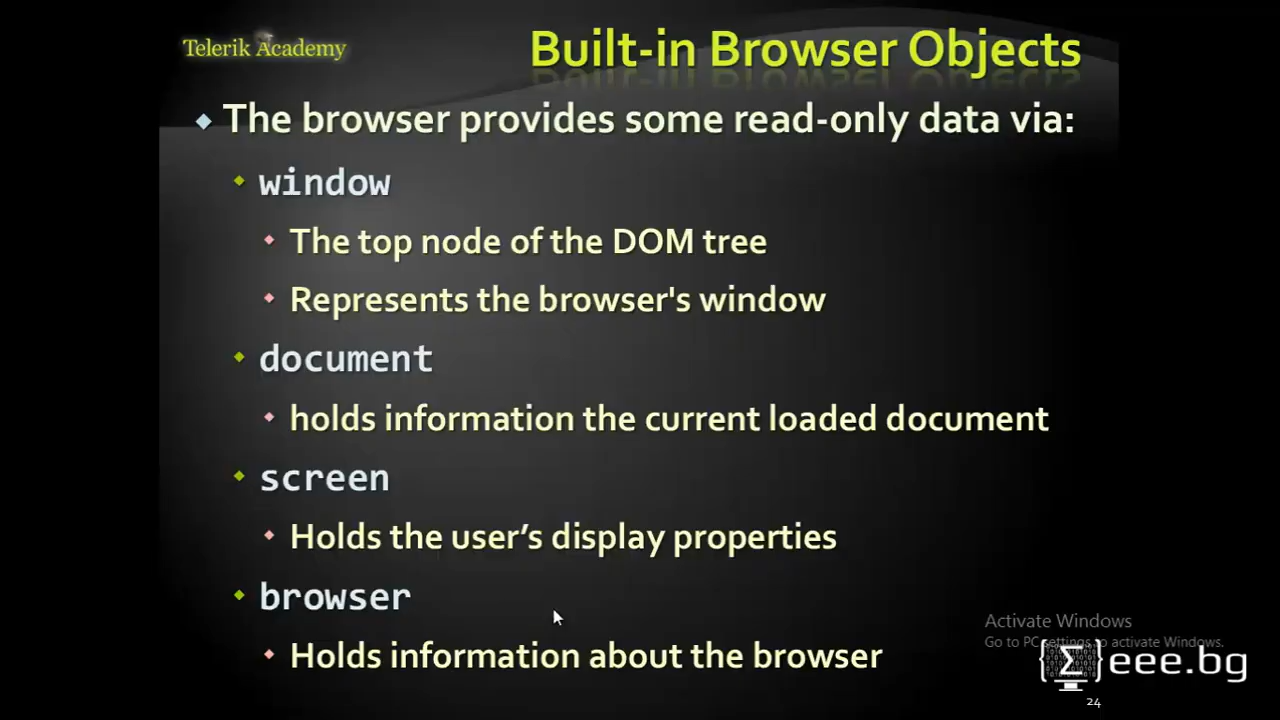 Telerik Academy
Built-in Browser Objects
The browser provides some read-only data via:
window
The top node of the DOM tree
Represents the browser's window
document
holds information the current loaded document
screen
Holds the user’s display properties
browser
Holds information about the browser
Activate Windows
Go to PC settings to activate Windows.
{Σ}eee.bg
24